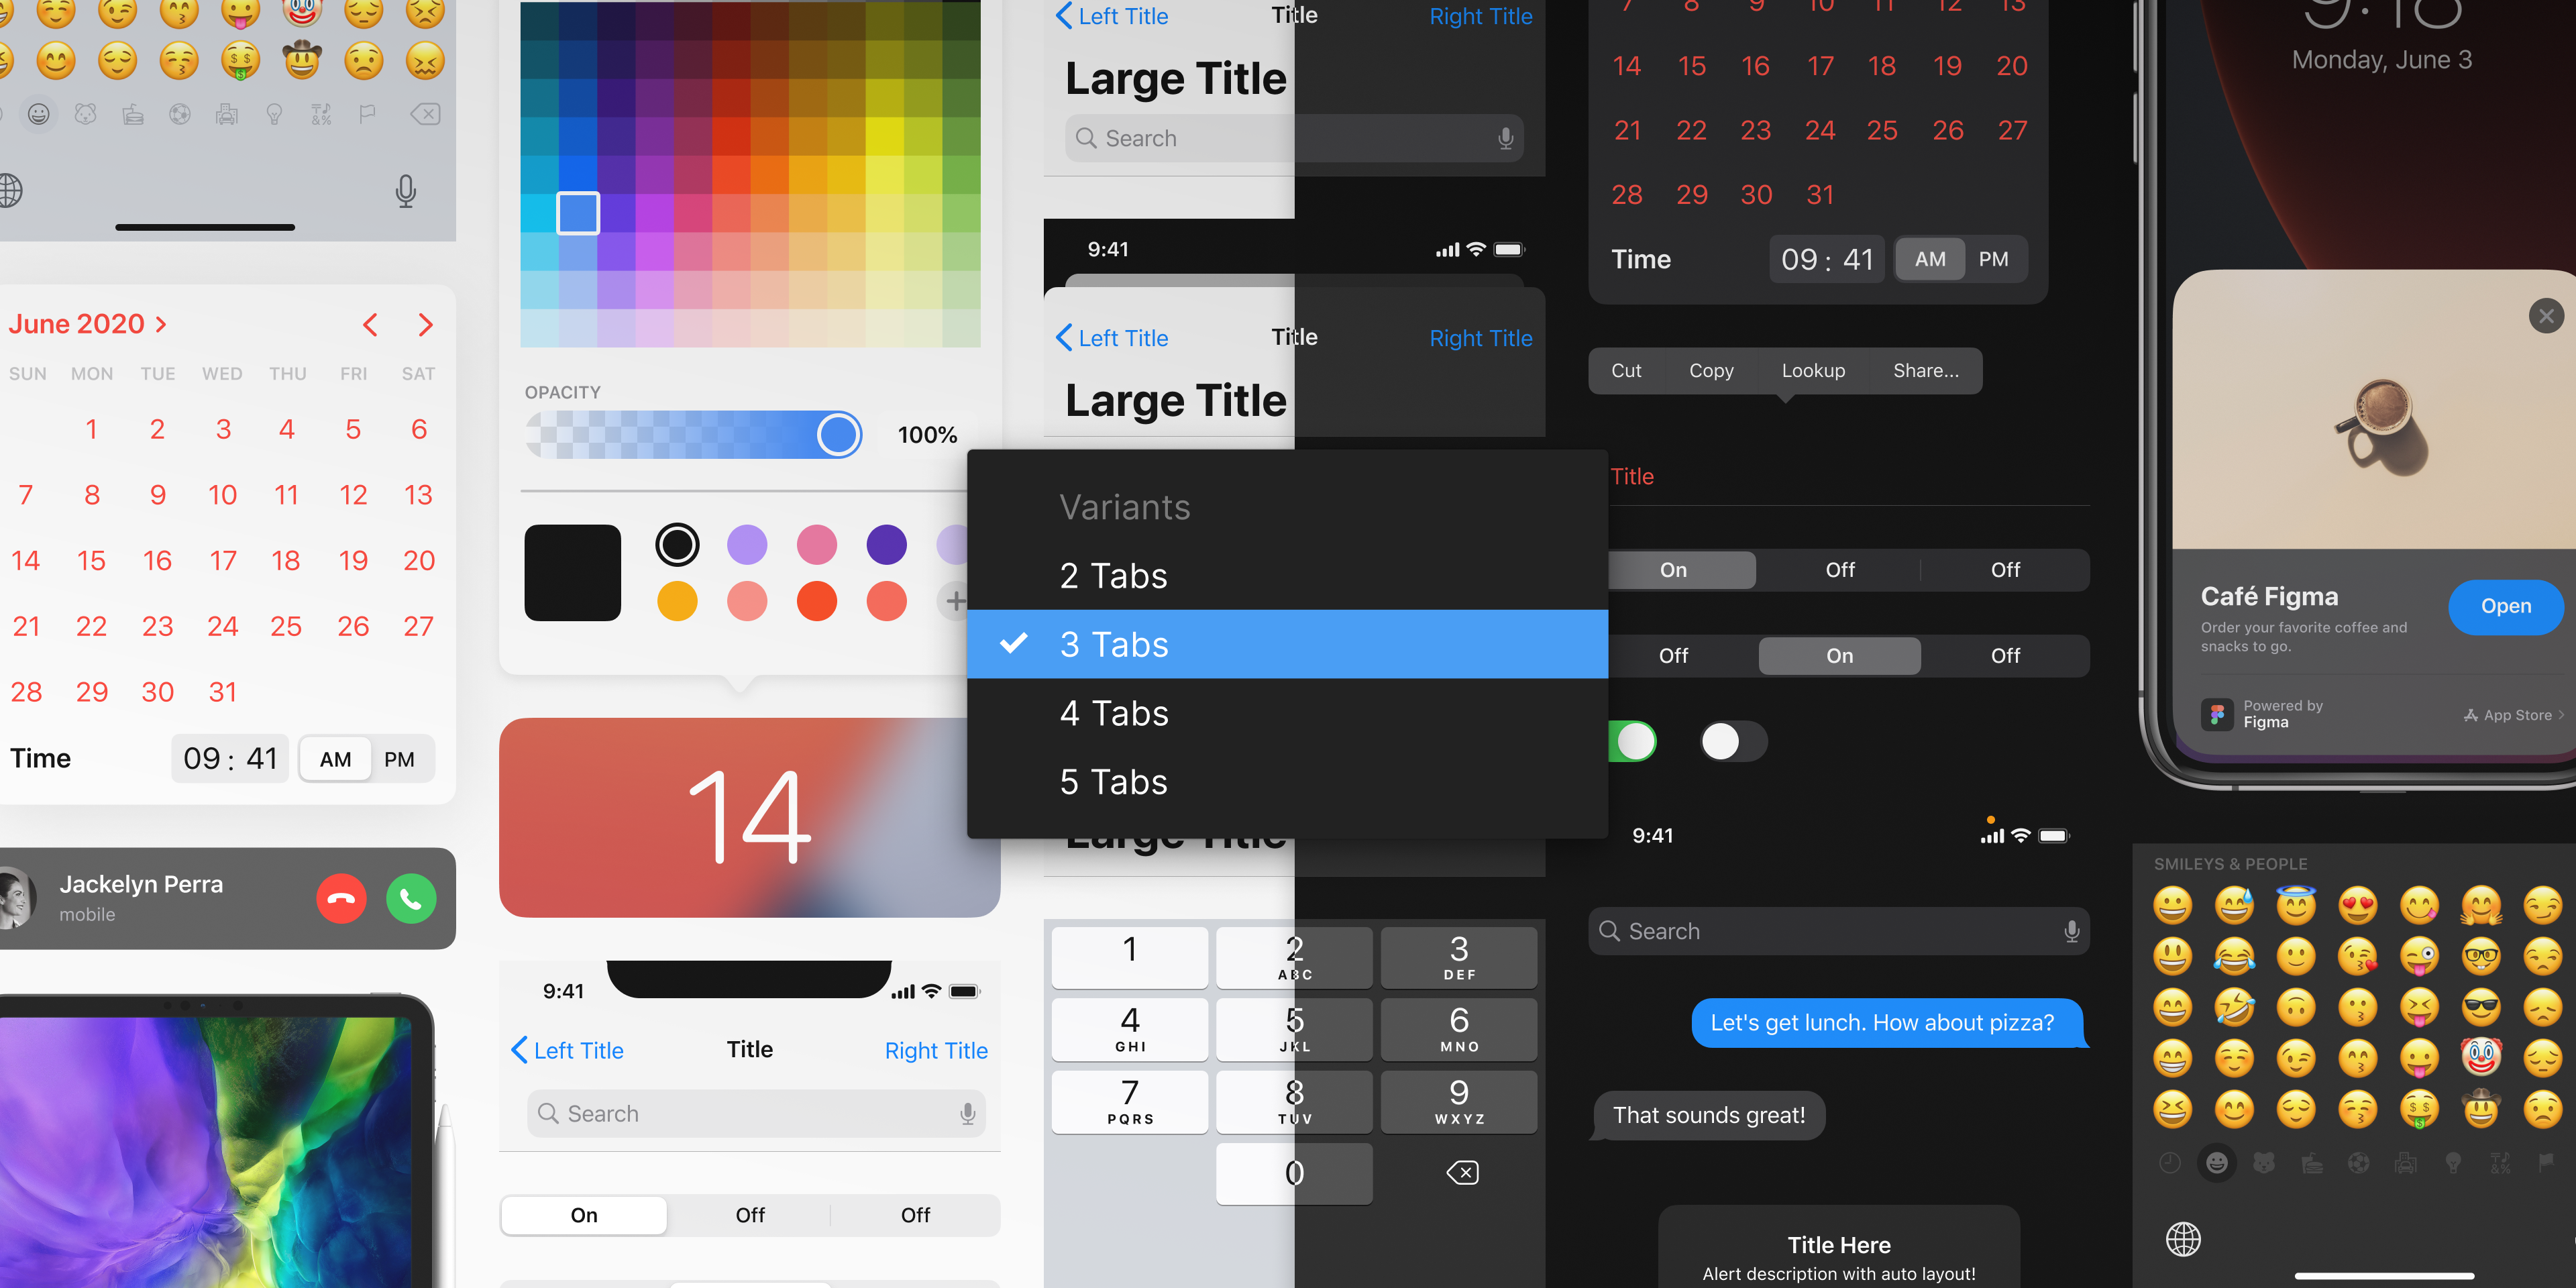 June 2020
SUN MON TUE WED THU FRI SAT
1 2 3 4 5 6
7 8 9 10 11 12 13
14 15 16 17 18 19 20
21 22 23 24 25 26 27
28 29 30 31
Time 09 : 41 AM PM
Jackelyn Perra
mobile
OPACITY
100%
14
9:41
Left Title Title Right Title
Search
On Off Off
Left Title Title Right Title
Large Title
Search
9:41
Left Title Title Right Title
Large Title
Variants
2 Tabs
3 Tabs
4 Tabs
5 Tabs
Large Title
1 2 3
ABC DEF
4 5 6
GHI JKL MNO
7 8 9
PQRS TUV WXYZ
0
7 8 9 10 11 12 13
14 15 16 17 18 19 20
21 22 23 24 25 26 27
28 29 30 31
Time 09 : 41 AM PM
Cut Copy Lookup Share...
Title
On Off Off
Off On Off
9:41
Search
Let's get lunch. How about pizza?
That sounds great!
Title Here
Alert description with auto layout!
9:18
Monday, June 3
Café Figma
Order your favorite coffee and
snacks to go.
Open
Powered by
Figma
App Store
SMILEYS & PEOPLE